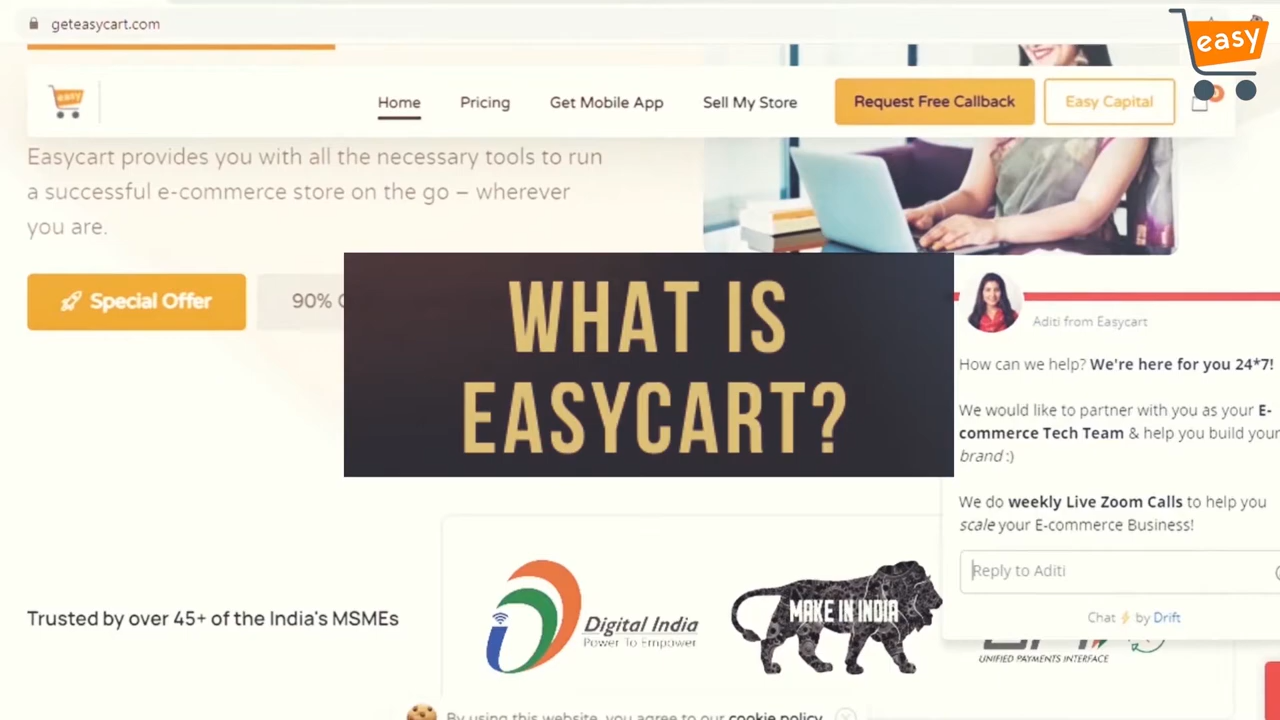 geteasycart.com
easy
easy
Home
Pricing
Get Mobile App
Sell My Store
Request Free Callback
Easy Capital
Easycart provides you with all the necessary tools to run
a successful e-commerce store on the go – wherever
you are.
Special Offer
90%
WHAT IS
EASYCART?
Aditi from Easycart
How can we help? We're here for you 24*7!
We would like to partner with you as your E-
commerce Tech Team & help you build your
brand :)
We do weekly Live Zoom Calls to help you
scale your E-commerce Business!
Reply to Aditi
Chat ⚡ by Drift
Trusted by over 45+ of the India's MSMEs
Digital India
Power To Empower
MAKE IN INDIA
UNIFIED PAYMENTS INTERFACE
By using this website, you agree to our cookie policy